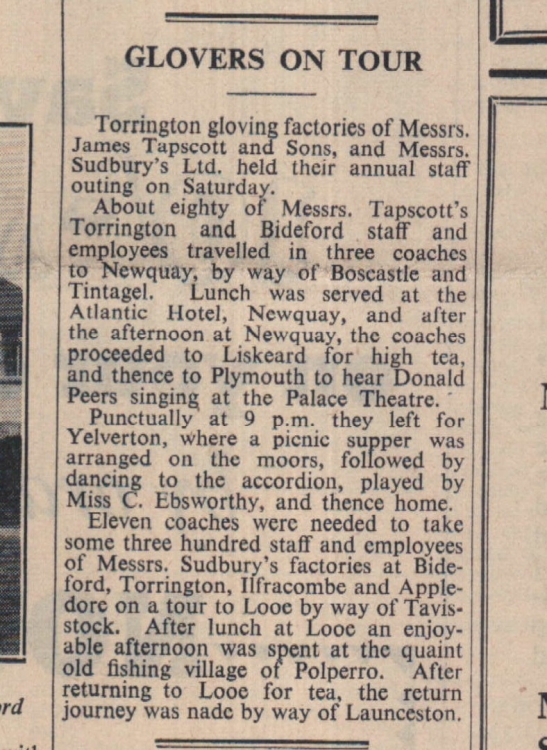 GLOVERS ON TOUR
Torrington gloving factories of Messrs.
James Tapscott and Sons, and Messrs.
Sudbury's Ltd. held their annual staff
outing on Saturday.
About eighty of Messrs. Tapscott's
Torrington and Bideford staff and
employees travelled in three coaches
to Newquay, by way of Boscastle and
Tintagel. Lunch was served at the
Atlantic Hotel, Newquay, and after
the afternoon at Newquay, the coaches
proceeded to Liskeard for high tea,
and thence to Plymouth to hear Donald
Peers singing at the Palace Theatre.
Punctually at 9 p.m. they left for
Yelverton, where a picnic supper was
arranged on the moors, followed by
dancing to the accordion, played by
Miss C. Ebsworthy, and thence home.
Eleven coaches were needed to take
some three hundred staff and employees
of Messrs. Sudbury's factories at Bide-
ford, Torrington, Ilfracombe and Apple-
dore on a tour to Looe by way of Tavis-
stock. After lunch at Looe an enjoy-
able afternoon was spent at the quaint
old fishing village of Polperro. After
returning to Looe for tea, the return
journey was nade by way of Launceston.
ord